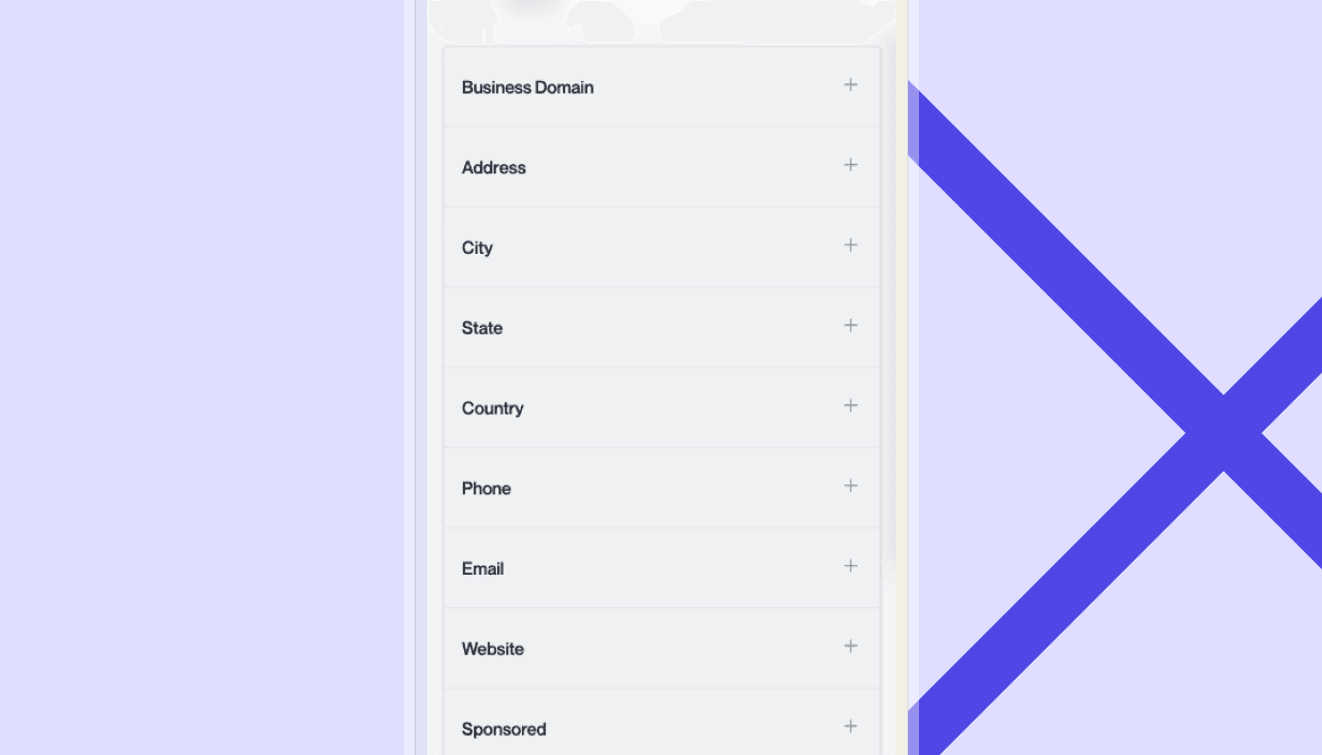 Business Domain
Address
City
State
Country
Phone
Email
Website
Sponsored